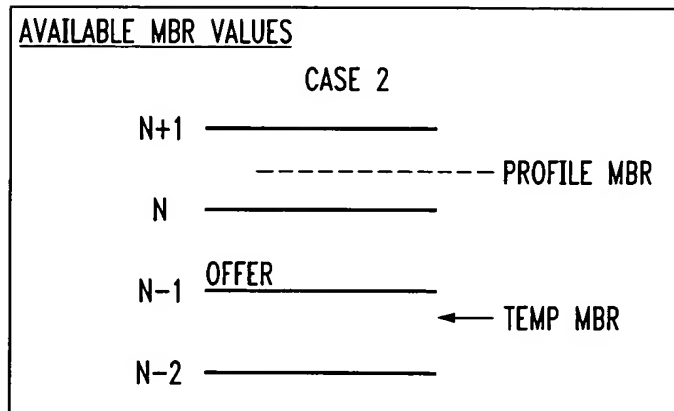 AVAILABLE MBR VALUES
CASE 2
N+1
PROFILE MBR
N
OFFER
N-1
TEMP MBR
N-2